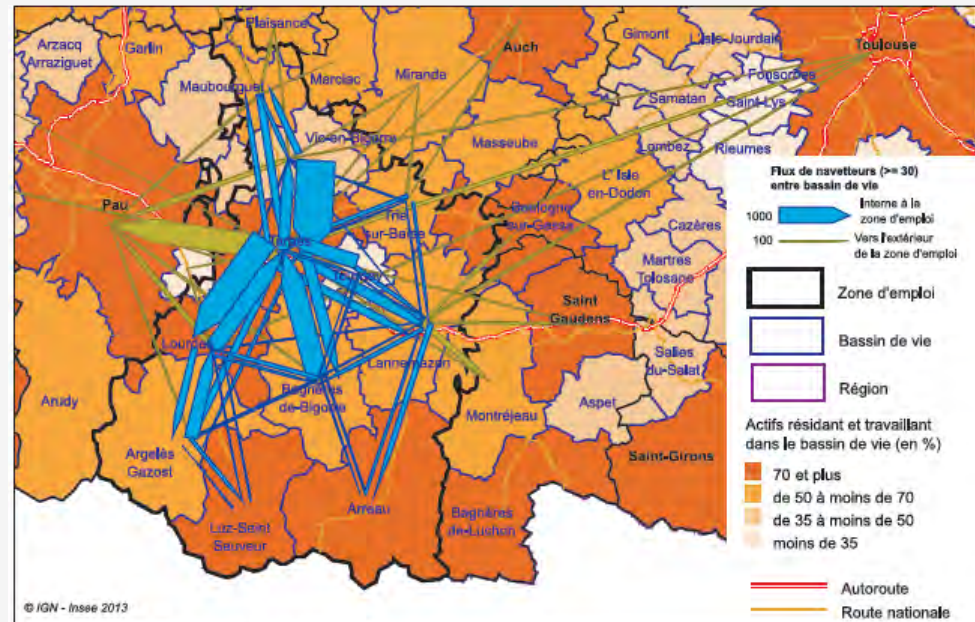 Plaisance
Arzacq
Arraziguet
Garlin
Auch
Gimont
L'Isle-Jourdain
Toulouse
Maubourguet
Marciac
Mirande
Fonsorbes
Samatan
Saint-Lys
Vic-en-Bigorre
Masseube
Lombez
Rieumes
L' Isle
en-Dodon
Pau
Trie
sur-Baïse
Boulogne
sur-Gesse
Cazères
Tarbes
Tournay
Martres
Tolosane
Saint
Gaudens
Lourdes
Lannemezan
Salies
du-Salat
Bagnères
de-Bigorre
Arudy
Montréjeau
Aspet
Argelès
Gazost
Saint-Girons
Luz-Saint
Sauveur
Arreau
Bagnères
de-Luchon
Flux de navetteurs (>= 30)
entre bassin de vie
1000
Interne à la
zone d'emploi
100
Vers l'extérieur
de la zone d'emploi
Zone d'emploi
Bassin de vie
Région
Actifs résidant et travaillant
dans le bassin de vie (en %)
70 et plus
de 50 à moins de 70
de 35 à moins de 50
moins de 35
Autoroute
Route nationale
© IGN - Insee 2013